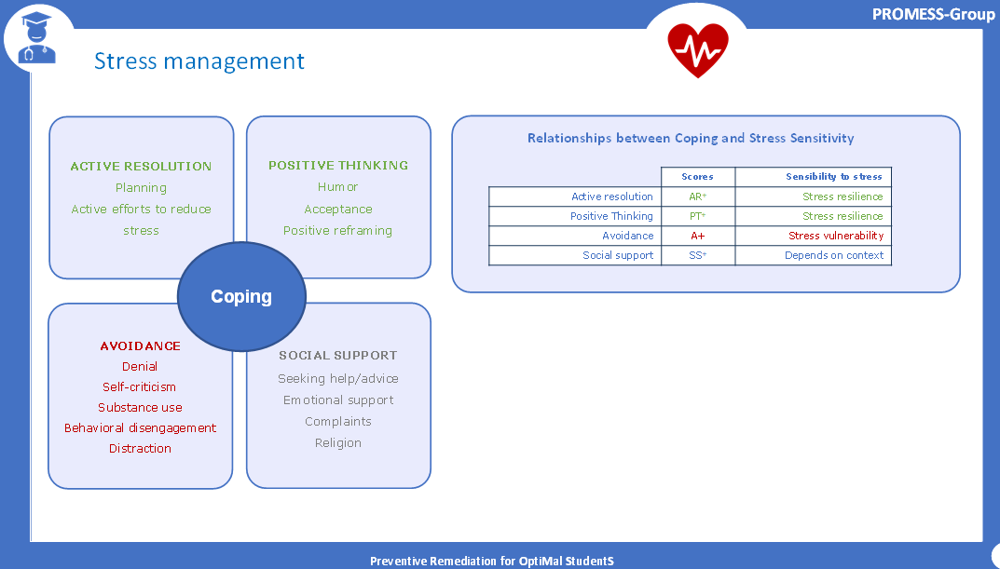 PROMESS-Group
Stress management
ACTIVE RESOLUTION
Planning
Active efforts to reduce
stress
POSITIVE THINKING
Humor
Acceptance
Positive reframing
Coping
AVOIDANCE
Denial
Self-criticism
Substance use
Behavioral disengagement
Distraction
SOCIAL SUPPORT
Seeking help/advice
Emotional support
Complaints
Religion
Relationships between Coping and Stress Sensitivity
Scores Sensibility to stress
Active resolution AR⁺ Stress resilience
Positive Thinking PT⁺ Stress resilience
Avoidance A+ Stress vulnerability
Social support SS⁺ Depends on context
Preventive Remediation for OptiMal StudentS